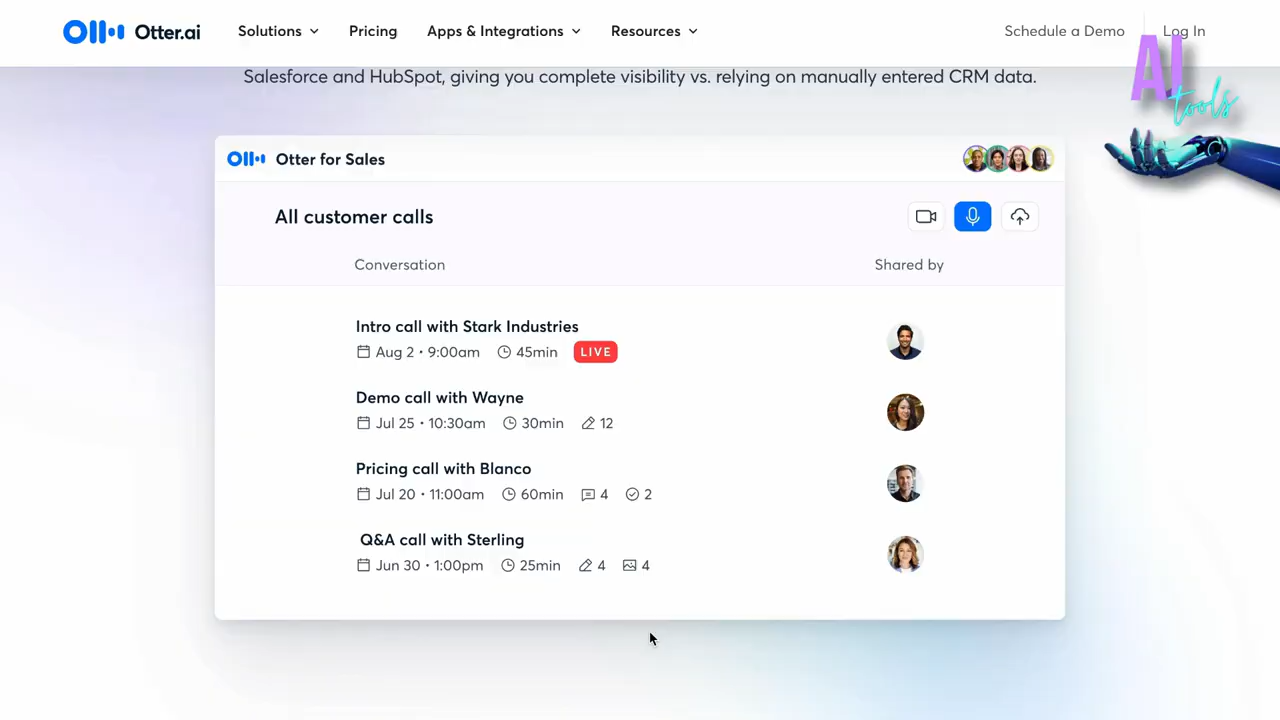 Otter.ai Solutions Pricing Apps & Integrations Resources Schedule a Demo Log In
AI
tools
Salesforce and HubSpot, giving you complete visibility vs. relying on manually entered CRM data.
Otter for Sales
All customer calls
Conversation Shared by
Intro call with Stark Industries
Aug 2 • 9:00am 45min LIVE
Demo call with Wayne
Jul 25 • 10:30am 30min 12
Pricing call with Blanco
Jul 20 • 11:00am 60min 4 2
Q&A call with Sterling
Jun 30 • 1:00pm 25min 4 4